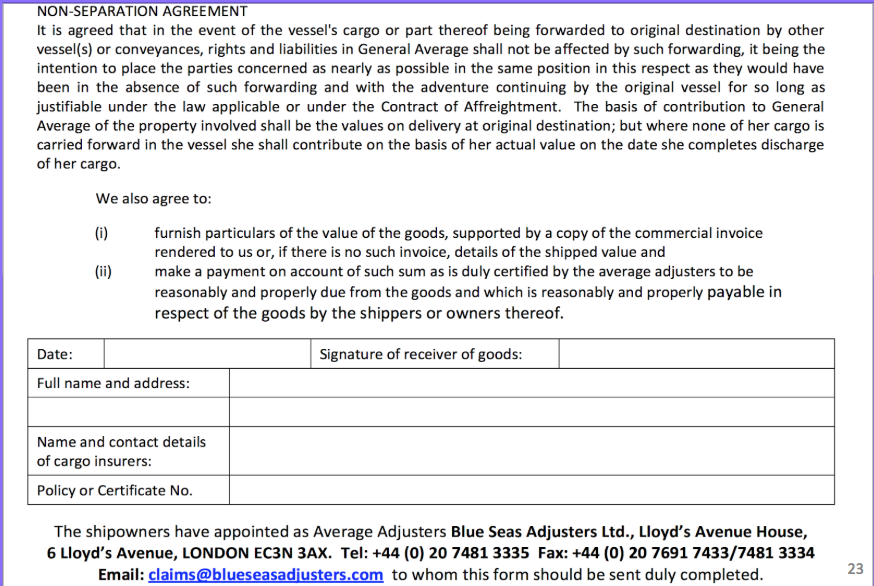 NON-SEPARATION AGREEMENT
It is agreed that in the event of the vessel's cargo or part thereof being forwarded to original destination by other
vessel(s) or conveyances, rights and liabilities in General Average shall not be affected by such forwarding, it being the
intention to place the parties concerned as nearly as possible in the same position in this respect as they would have
been in the absence of such forwarding and with the adventure continuing by the original vessel for so long as
justifiable under the law applicable or under the Contract of Affreightment. The basis of contribution to General
Average of the property involved shall be the values on delivery at original destination; but where none of her cargo is
carried forward in the vessel she shall contribute on the basis of her actual value on the date she completes discharge
of her cargo.
We also agree to:
(i) furnish particulars of the value of the goods, supported by a copy of the commercial invoice
rendered to us or, if there is no such invoice, details of the shipped value and
(ii) make a payment on account of such sum as is duly certified by the average adjusters to be
reasonably and properly due from the goods and which is reasonably and properly payable in
respect of the goods by the shippers or owners thereof.
Date: Signature of receiver of goods:
Full name and address:
Name and contact details
of cargo insurers:
Policy or Certificate No.
The shipowners have appointed as Average Adjusters Blue Seas Adjusters Ltd., Lloyd’s Avenue House,
6 Lloyd’s Avenue, LONDON EC3N 3AX. Tel: +44 (0) 20 7481 3335 Fax: +44 (0) 20 7691 7433/7481 3334
Email: claims@blueseasadjusters.com to whom this form should be sent duly completed.
23